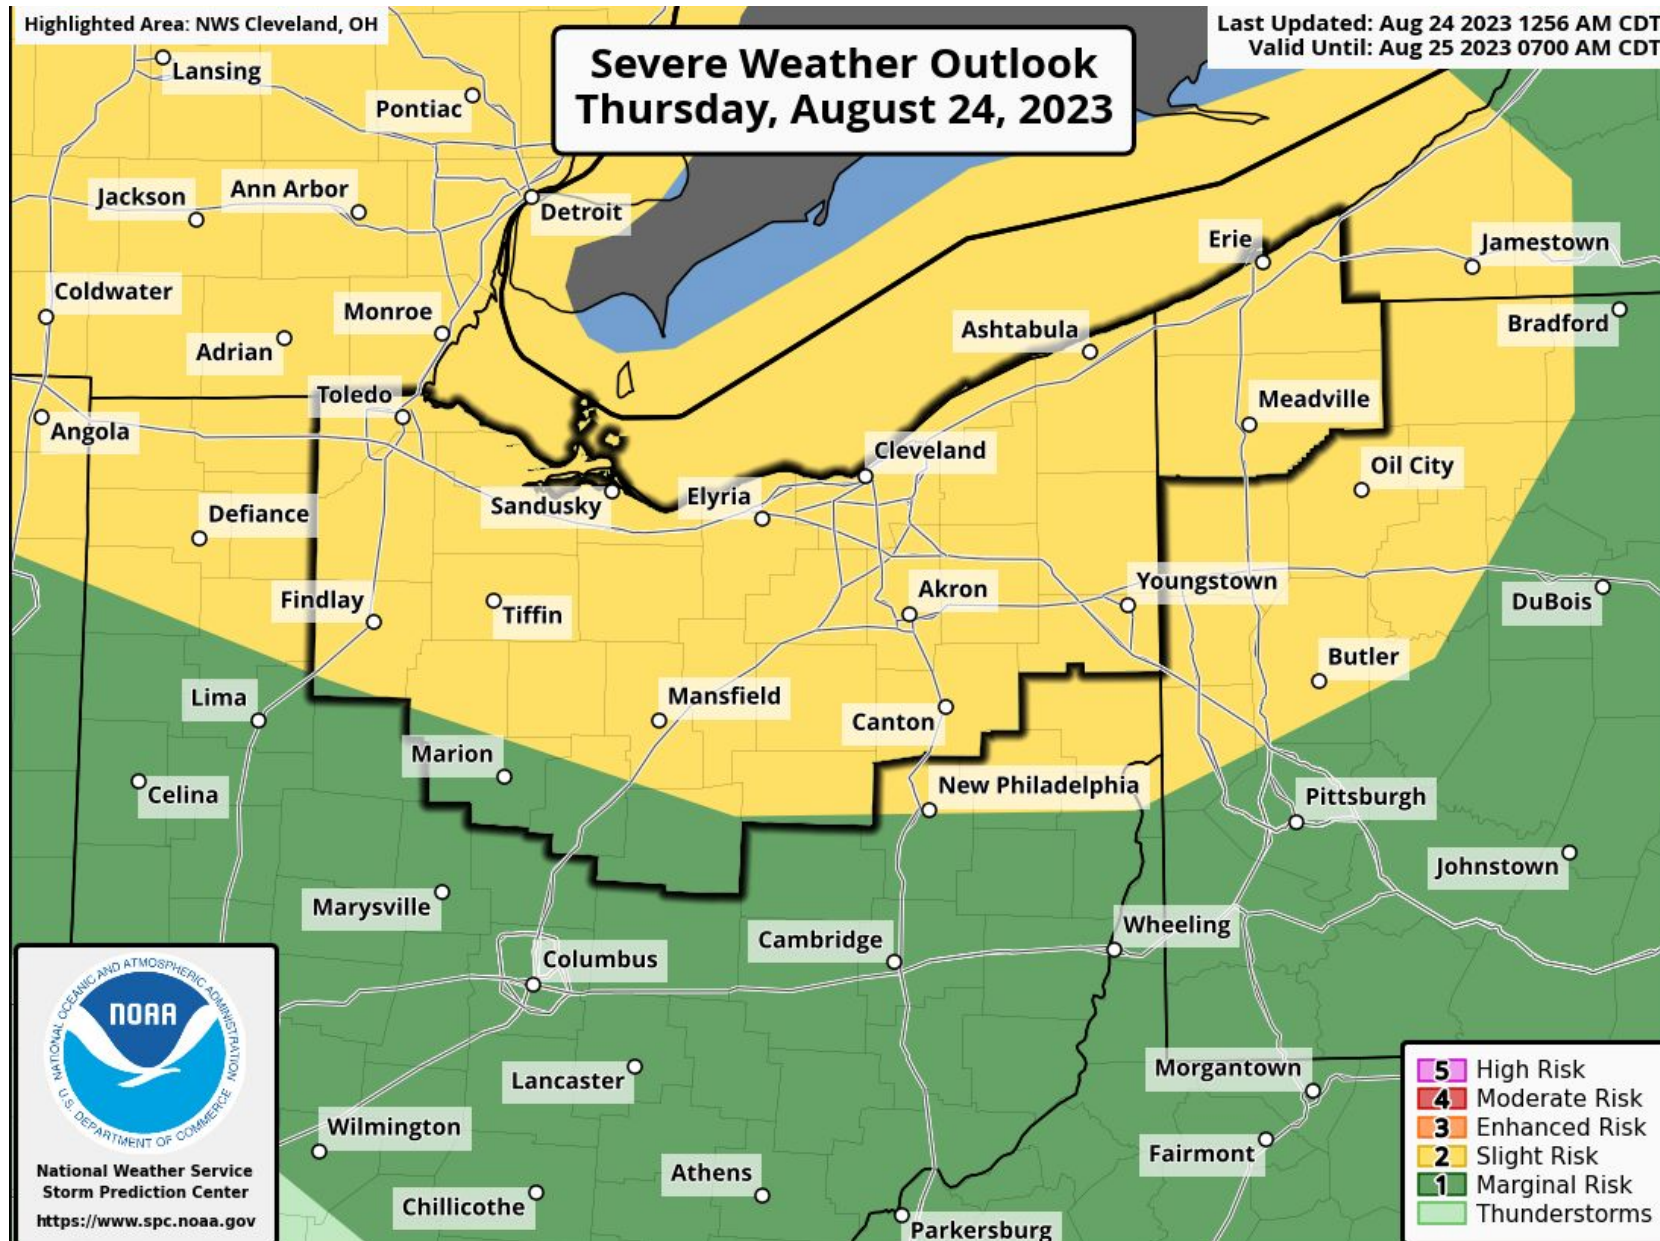 Highlighted Area: NWS Cleveland, OH
Last Updated: Aug 24 2023 1256 AM CDT
Valid Until: Aug 25 2023 0700 AM CDT
Severe Weather Outlook
Thursday, August 24, 2023
Lansing
Pontiac
Jackson
Ann Arbor
Detroit
Erie
Jamestown
Coldwater
Monroe
Ashtabula
Bradford
Adrian
Toledo
Meadville
Angola
Cleveland
Oil City
Sandusky
Elyria
Defiance
Findlay
Tiffin
Akron
Youngstown
DuBois
Butler
Lima
Mansfield
Canton
Marion
New Philadelphia
Celina
Pittsburgh
Johnstown
Marysville
Wheeling
Cambridge
Columbus
Lancaster
Morgantown
Wilmington
Fairmont
Athens
Chillicothe
Parkersburg
NATIONAL OCEANIC AND ATMOSPHERIC ADMINISTRATION
NOAA
U.S. DEPARTMENT OF COMMERCE
National Weather Service
Storm Prediction Center
https://www.spc.noaa.gov
5 High Risk
4 Moderate Risk
3 Enhanced Risk
2 Slight Risk
1 Marginal Risk
Thunderstorms